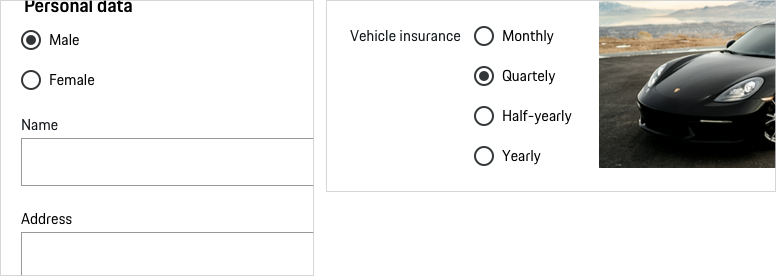 Personal data
Male
Female
Name
Address
Vehicle insurance
Monthly
Quartely
Half-yearly
Yearly